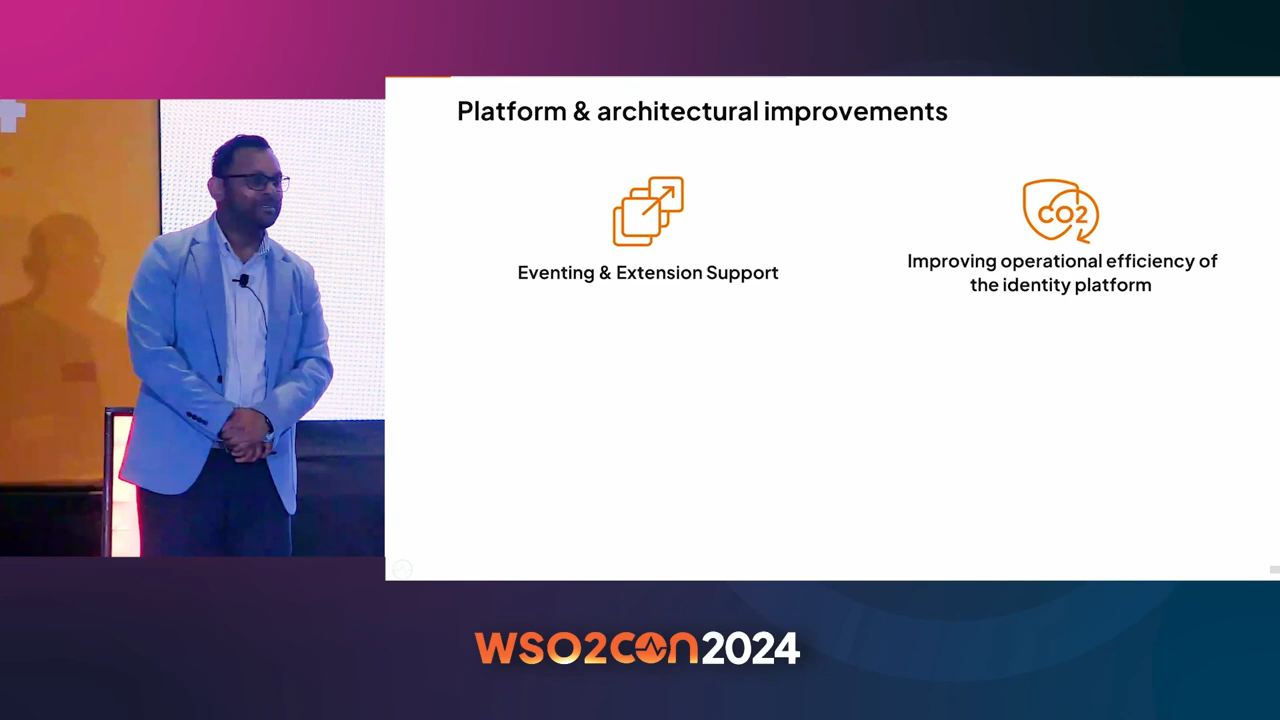 Platform & architectural improvements
CO2
Eventing & Extension Support
Improving operational efficiency of
the identity platform
WSO2CON2024